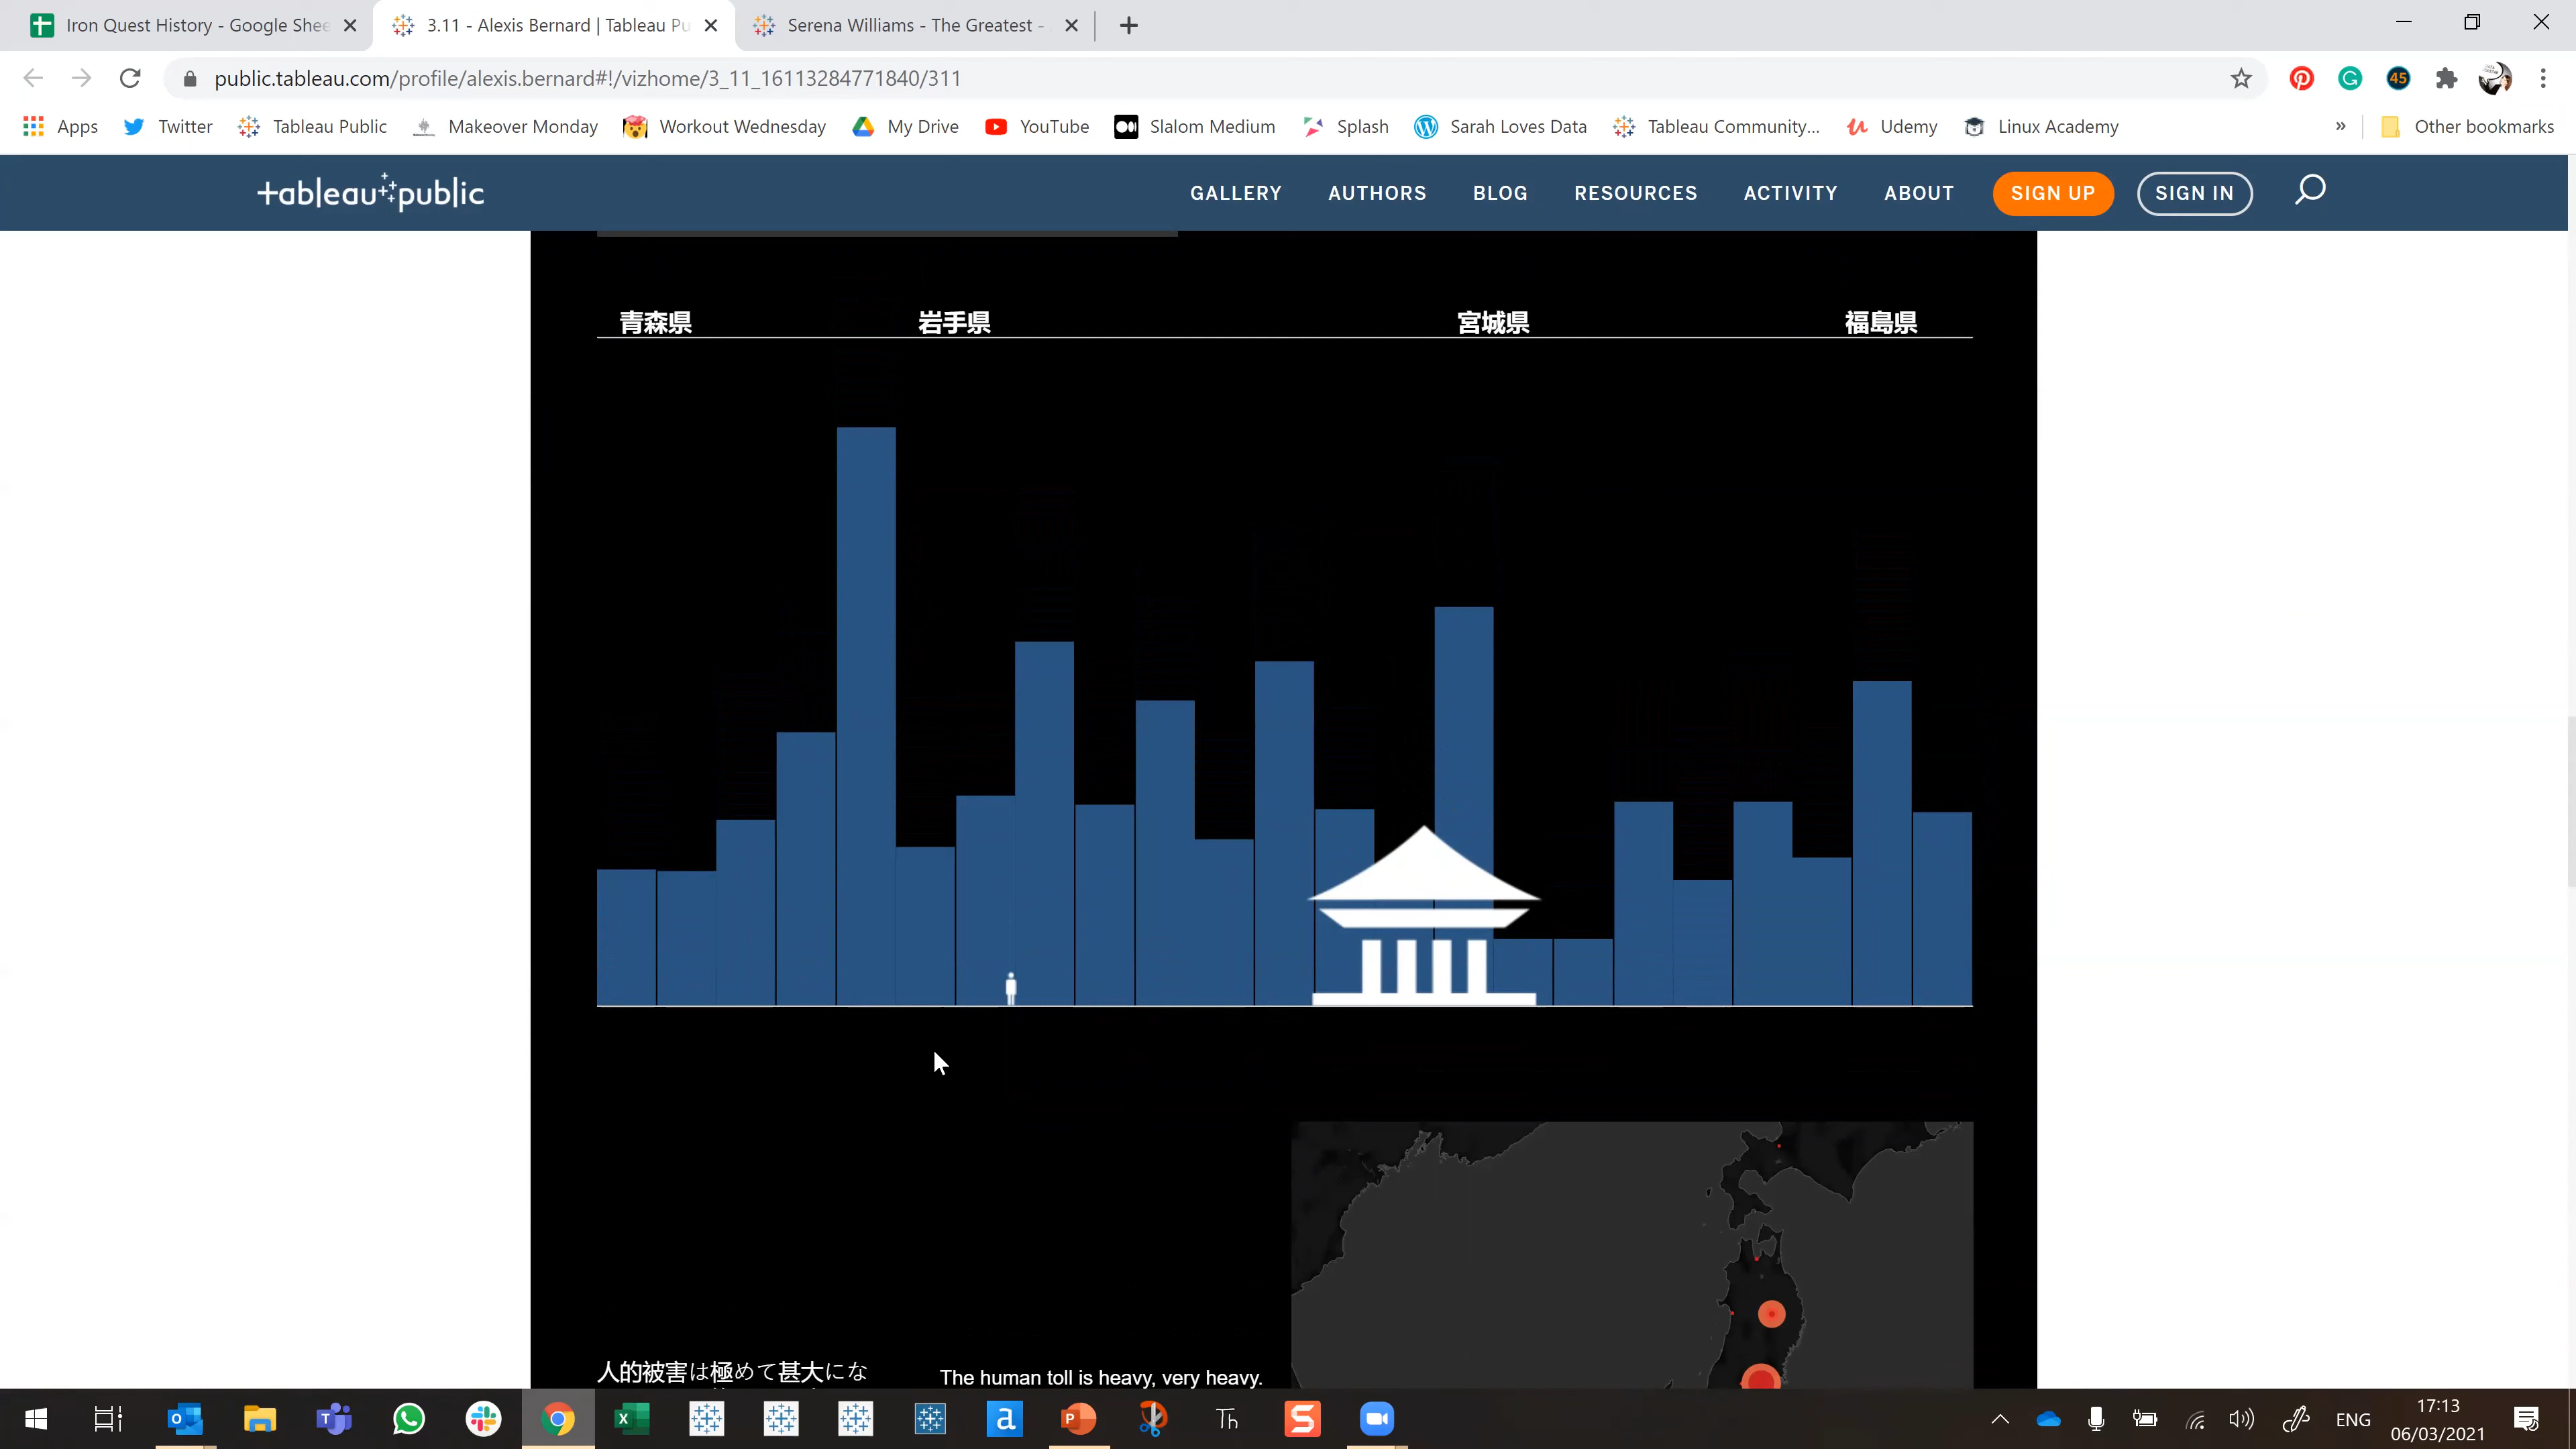 Iron Quest History - Google Shee
3.11 - Alexis Bernard | Tableau Pu
Serena Williams - The Greatest -
public.tableau.com/profile/alexis.bernard#!/vizhome/3_11_16113284771840/311
45
Apps
Twitter
Tableau Public
Makeover Monday
Workout Wednesday
My Drive
YouTube
Slalom Medium
Splash
Sarah Loves Data
Tableau Community...
Udemy
Linux Academy
»
Other bookmarks
tableau public
GALLERY
AUTHORS
BLOG
RESOURCES
ACTIVITY
ABOUT
SIGN UP
SIGN IN
青森県
岩手県
宮城県
福島県
人的被害は極めて甚大にな
The human toll is heavy, very heavy.
Th
ENG
17:13
06/03/2021